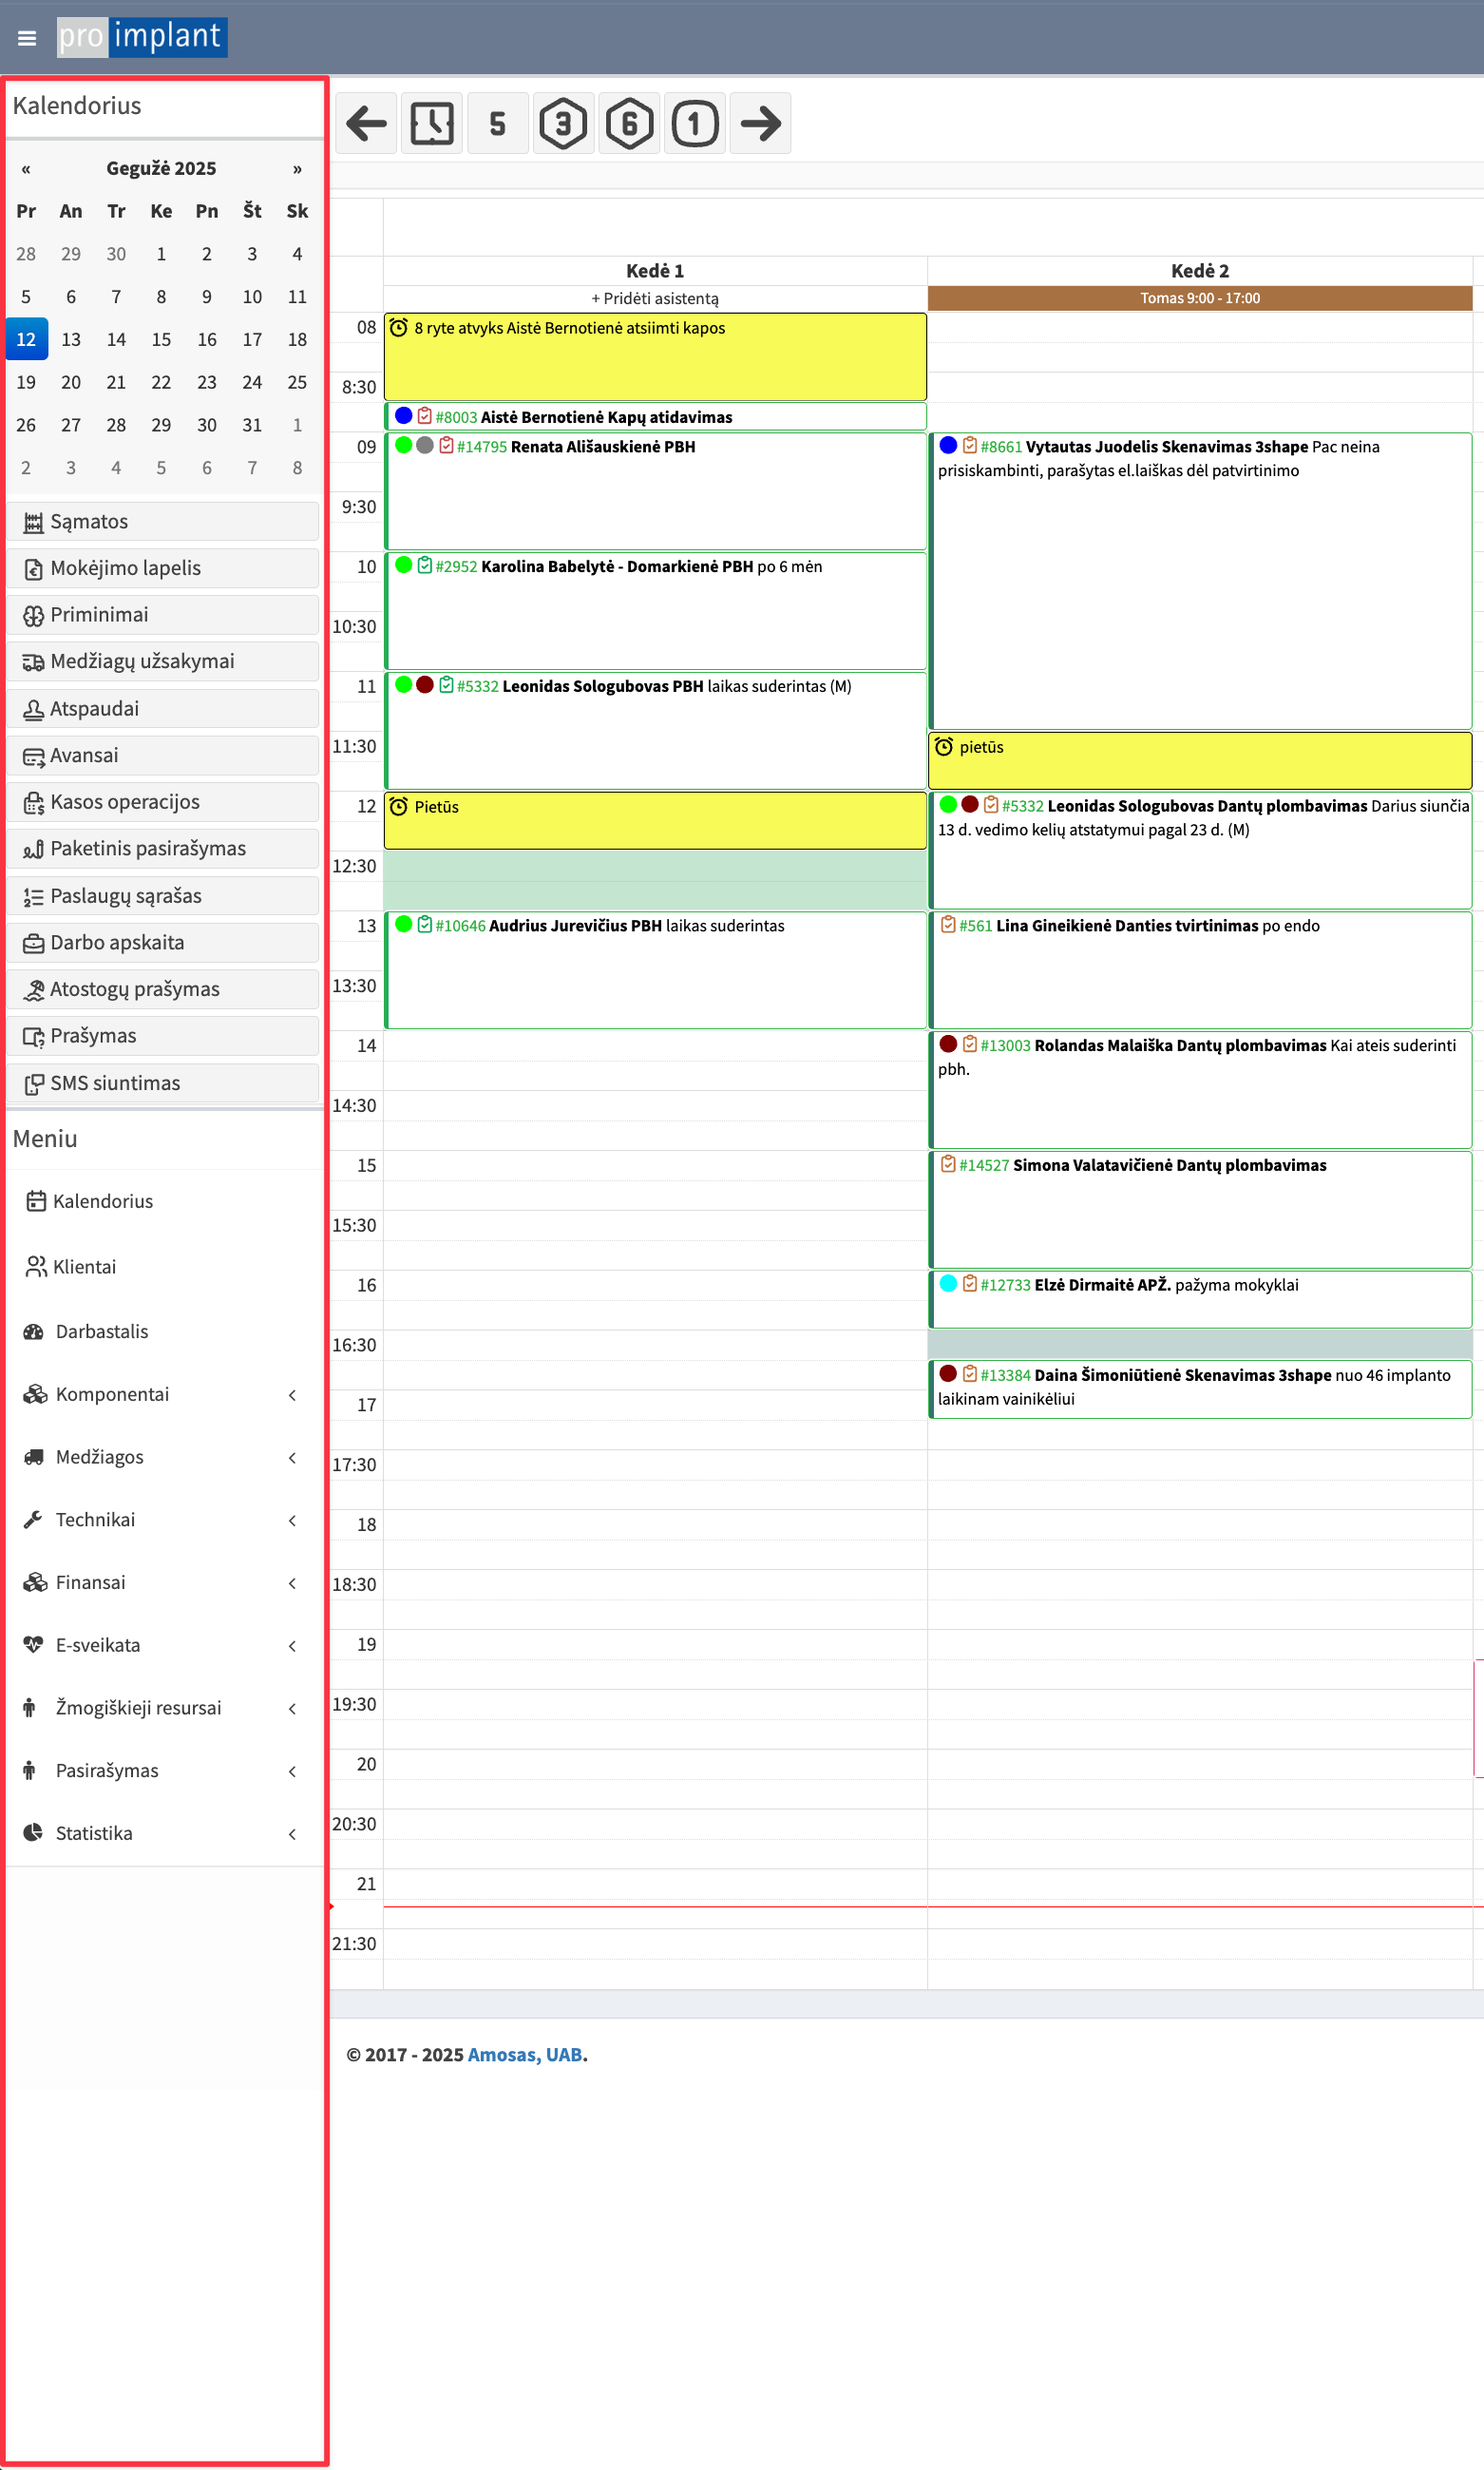 pro implant
Kalendorius
« Gegužė 2025 »
Pr An Tr Ke Pn Št Sk
28 29 30 1 2 3 4
5 6 7 8 9 10 11
12 13 14 15 16 17 18
19 20 21 22 23 24 25
26 27 28 29 30 31 1
2 3 4 5 6 7 8
Sąmatos
Mokėjimo lapelis
Priminimai
Medžiagų užsakymai
Atspaudai
Avansai
Kasos operacijos
Paketinis pasirašymas
Paslaugų sąrašas
Darbo apskaita
Atostogų prašymas
Prašymas
SMS siuntimas
Meniu
Kalendorius
Klientai
Darbastalis
Komponentai
Medžiagos
Technikai
Finansai
E-sveikata
Žmogiškieji resursai
Pasirašymas
Statistika
5 3 6 1
Kedė 1
+ Pridėti asistentą
Kedė 2
Tomas 9:00 - 17:00
08
8:30
09
9:30
10
10:30
11
11:30
12
12:30
13
13:30
14
14:30
15
15:30
16
16:30
17
17:30
18
18:30
19
19:30
20
20:30
21
21:30
8 ryte atvyks Aistė Bernotienė atsiimti kapos
#8003 Aistė Bernotienė Kapų atidavimas
#14795 Renata Ališauskienė PBH
#2952 Karolina Babelytė - Domarkienė PBH po 6 mėn
#5332 Leonidas Sologubovas PBH laikas suderintas (M)
Pietūs
#10646 Audrius Jurevičius PBH laikas suderintas
#8661 Vytautas Juodelis Skenavimas 3shape Pac neina
prisiskambinti, parašytas el.laiškas dėl patvirtinimo
pietūs
#5332 Leonidas Sologubovas Dantų plombavimas Darius siunčia
13 d. vedimo kelių atstatymui pagal 23 d. (M)
#561 Lina Gineikienė Danties tvirtinimas po endo
#13003 Rolandas Malaiška Dantų plombavimas Kai ateis suderinti
pbh.
#14527 Simona Valatavičienė Dantų plombavimas
#12733 Elzė Dirmaitė APŽ. pažyma mokyklai
#13384 Daina Šimoniūtienė Skenavimas 3shape nuo 46 implanto
laikinam vainikėliui
© 2017 - 2025 Amosas, UAB.